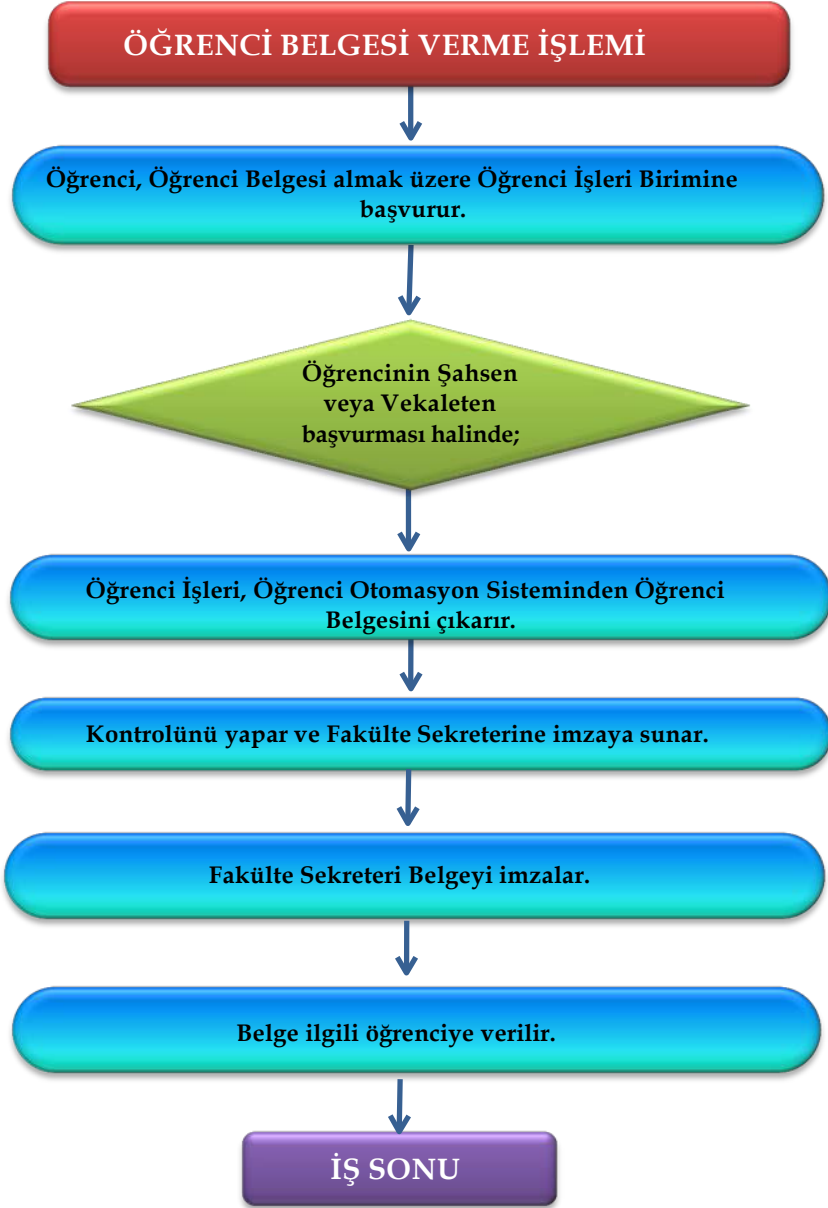 ÖĞRENCİ BELGESİ VERME İŞLEMİ
Öğrenci, Öğrenci Belgesi almak üzere Öğrenci İşleri Birimine
başvurur.
Öğrencinin Şahsen
veya Vekaleten
başvurması halinde;
Öğrenci İşleri, Öğrenci Otomasyon Sisteminden Öğrenci
Belgesini çıkarır.
Kontrolünü yapar ve Fakülte Sekreterine imzaya sunar.
Fakülte Sekreteri Belgeyi imzalar.
Belge ilgili öğrenciye verilir.
İŞ SONU